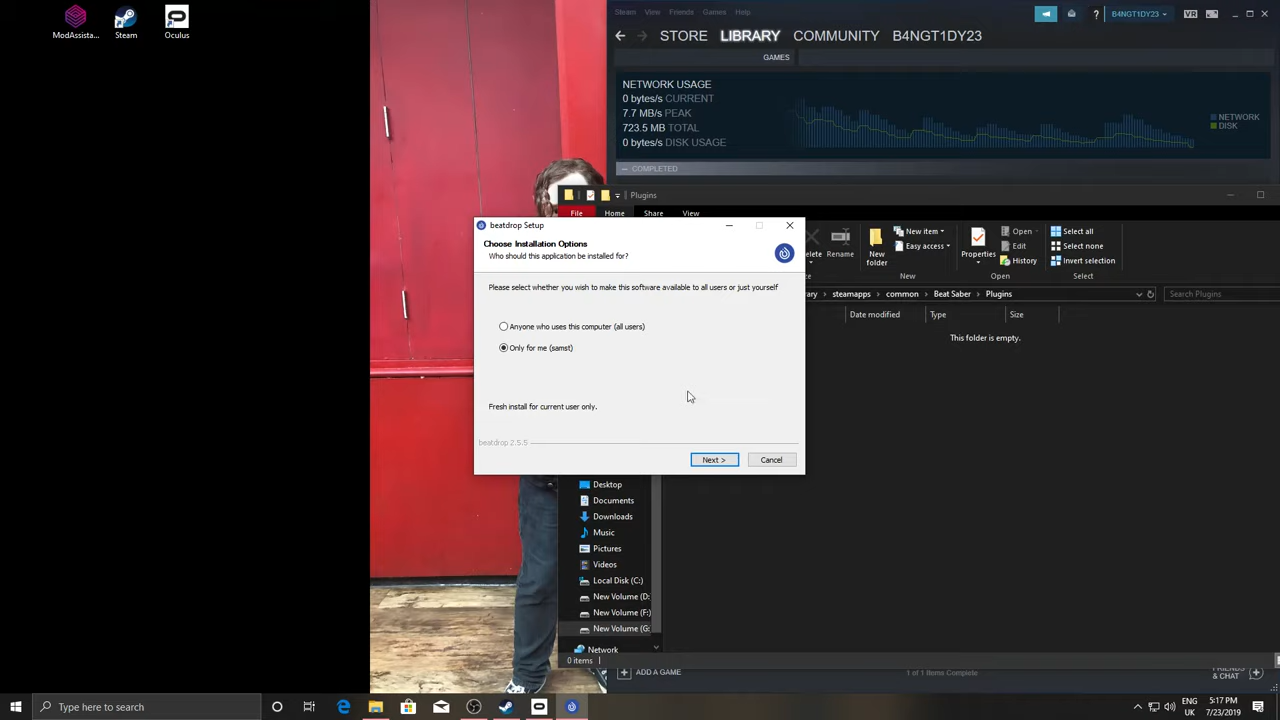 ModAssista...
Steam
Oculus
Steam View Friends Games Help
B4NGT1DY23
VR
STORE LIBRARY COMMUNITY B4NGT1DY23
GAMES
NETWORK USAGE
0 bytes/s CURRENT
7.7 MB/s PEAK
723.5 MB TOTAL
0 bytes/s DISK USAGE
NETWORK
DISK
COMPLETED
Plugins
File Home Share View
beatdrop Setup
Choose Installation Options
Who should this application be installed for?
Please select whether you wish to make this software available to all users or just yourself
Anyone who uses this computer (all users)
Only for me (samst)
Fresh install for current user only.
beatdrop 2.5.5
Next >
Cancel
Rename
New folder
New item
Easy access
New
Properties
Open
Edit
History
Open
Select all
Select none
Invert selection
Select
steamapps > common > Beat Saber > Plugins
Search Plugins
Date modified
Type
Size
This folder is empty.
Desktop
Documents
Downloads
Music
Pictures
Videos
Local Disk (C:)
New Volume (D:
New Volume (F:)
New Volume (G:
Network
0 items
ADD A GAME
1 of 1 Items Complete
FRIENDS
& CHAT
Type here to search
ENG
UK
5:17 PM
7/23/2019